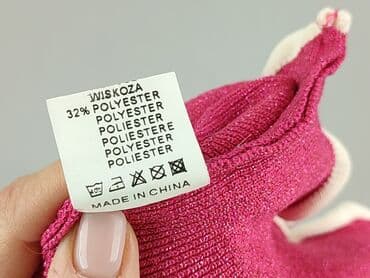 WISKOZA
32% POLYESTER
POLYESTER
POLIESTER
POLIESTERE
POLYESTER
POLIESTER
MADE IN CHINA